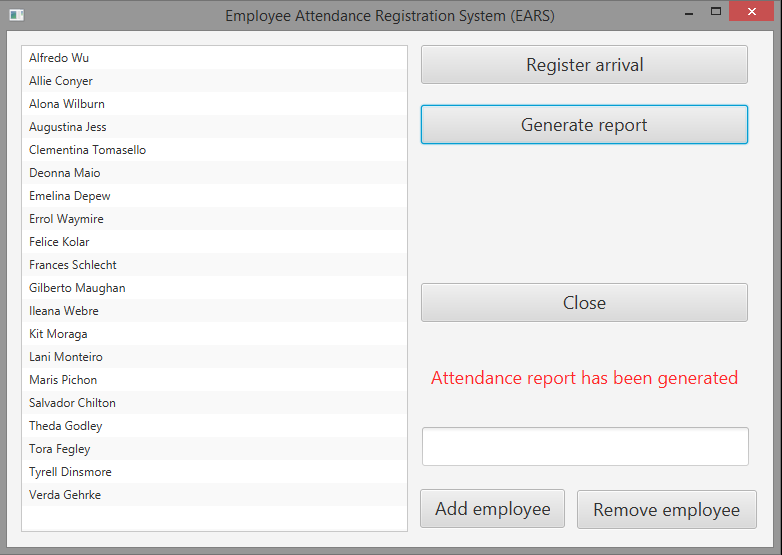 Employee Attendance Registration System (EARS)
Alfredo Wu
Allie Conyer
Alona Wilburn
Augustina Jess
Clementina Tomasello
Deonna Maio
Emelina Depew
Errol Waymire
Felice Kolar
Frances Schlecht
Gilberto Maughan
Ileana Webre
Kit Moraga
Lani Monteiro
Maris Pichon
Salvador Chilton
Theda Godley
Tora Fegley
Tyrell Dinsmore
Verda Gehrke
Register arrival
Generate report
Close
Attendance report has been generated
Add employee
Remove employee